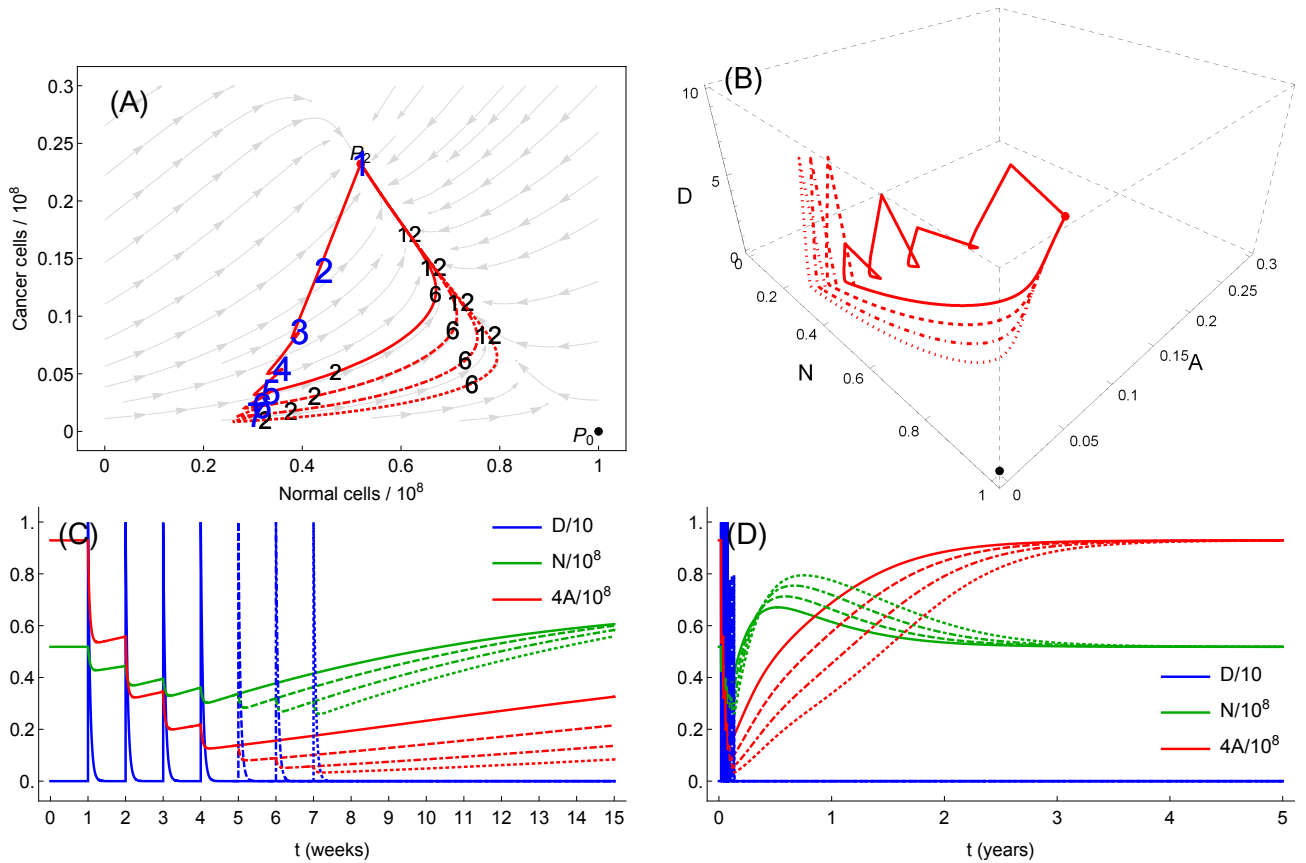 (A)
0.3
0.25
0.2
0.15
0.1
0.05
0
Cancer cells / 10⁸
P₂
1
2
3
4
5
6
7
12
12
12
12
6
6
6
6
2
2
2
2
P₀
0
0.2
0.4
0.6
0.8
1
Normal cells / 10⁸
(B)
10
5
D
0
0
0.2
0.4
N
0.6
0.8
1
0
0.05
0.1
0.15
A
0.2
0.25
0.3
(C)
1.
0.8
0.6
0.4
0.2
0.
D/10
N/10⁸
4A/10⁸
0 1 2 3 4 5 6 7 8 9 10 11 12 13 14 15
t (weeks)
(D)
1.
0.8
0.6
0.4
0.2
0.
D/10
N/10⁸
4A/10⁸
0 1 2 3 4 5
t (years)